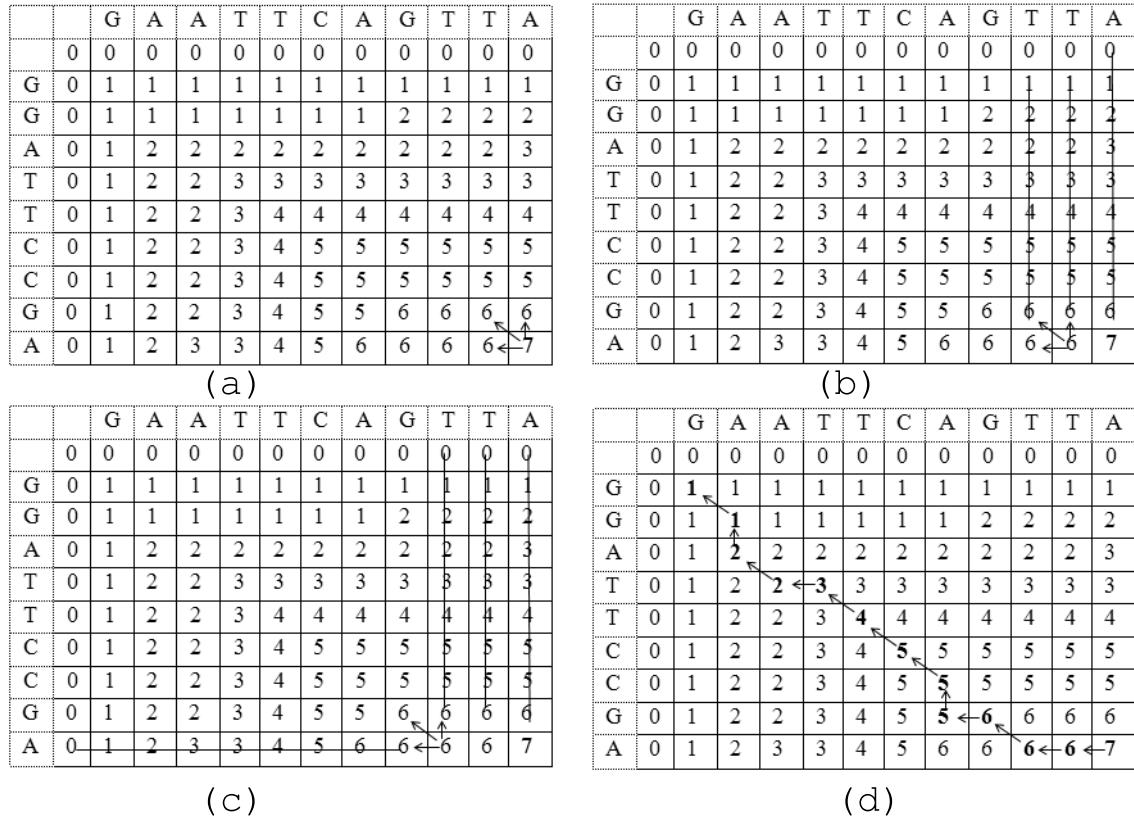 G A A T T C A G T T A
0 0 0 0 0 0 0 0 0 0 0 0
G 0 1 1 1 1 1 1 1 1 1 1 1
G 0 1 1 1 1 1 1 1 2 2 2 2
A 0 1 2 2 2 2 2 2 2 2 2 3
T 0 1 2 2 3 3 3 3 3 3 3 3
T 0 1 2 2 3 4 4 4 4 4 4 4
C 0 1 2 2 3 4 5 5 5 5 5 5
C 0 1 2 2 3 4 5 5 5 5 5 5
G 0 1 2 2 3 4 5 5 6 6 6 6
A 0 1 2 3 3 4 5 6 6 6 6 7
(a)
G A A T T C A G T T A
0 0 0 0 0 0 0 0 0 0 0 0
G 0 1 1 1 1 1 1 1 1 1 1 1
G 0 1 1 1 1 1 1 1 2 2 2 2
A 0 1 2 2 2 2 2 2 2 2 2 3
T 0 1 2 2 3 3 3 3 3 3 3 3
T 0 1 2 2 3 4 4 4 4 4 4 4
C 0 1 2 2 3 4 5 5 5 5 5 5
C 0 1 2 2 3 4 5 5 5 5 5 5
G 0 1 2 2 3 4 5 5 6 6 6 6
A 0 1 2 3 3 4 5 6 6 6 6 7
(b)
G A A T T C A G T T A
0 0 0 0 0 0 0 0 0 0 0 0
G 0 1 1 1 1 1 1 1 1 1 1 1
G 0 1 1 1 1 1 1 1 2 2 2 2
A 0 1 2 2 2 2 2 2 2 2 2 3
T 0 1 2 2 3 3 3 3 3 3 3 3
T 0 1 2 2 3 4 4 4 4 4 4 4
C 0 1 2 2 3 4 5 5 5 5 5 5
C 0 1 2 2 3 4 5 5 5 5 5 5
G 0 1 2 2 3 4 5 5 6 6 6 6
A 0 1 2 3 3 4 5 6 6 6 6 7
(c)
G A A T T C A G T T A
0 0 0 0 0 0 0 0 0 0 0 0
G 0 1 1 1 1 1 1 1 1 1 1 1
G 0 1 1 1 1 1 1 1 2 2 2 2
A 0 1 2 2 2 2 2 2 2 2 2 3
T 0 1 2 2 3 3 3 3 3 3 3 3
T 0 1 2 2 3 4 4 4 4 4 4 4
C 0 1 2 2 3 4 5 5 5 5 5 5
C 0 1 2 2 3 4 5 5 5 5 5 5
G 0 1 2 2 3 4 5 5 6 6 6 6
A 0 1 2 3 3 4 5 6 6 6 6 7
(d)